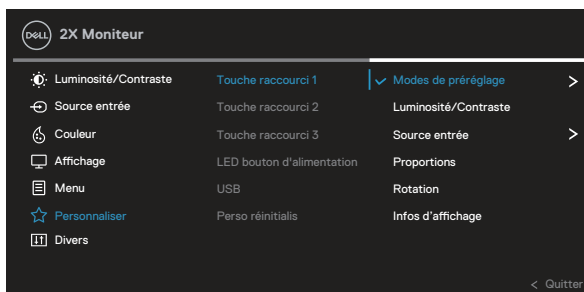 DELL 2X Moniteur
Luminosité/Contraste Touche raccourci 1 Modes de préréglage >
Source entrée Touche raccourci 2 Luminosité/Contraste
Couleur Touche raccourci 3 Source entrée >
Affichage LED bouton d'alimentation Proportions
Menu USB Rotation
Personnaliser Perso réinitialis Infos d’affichage
Divers
< Quitter